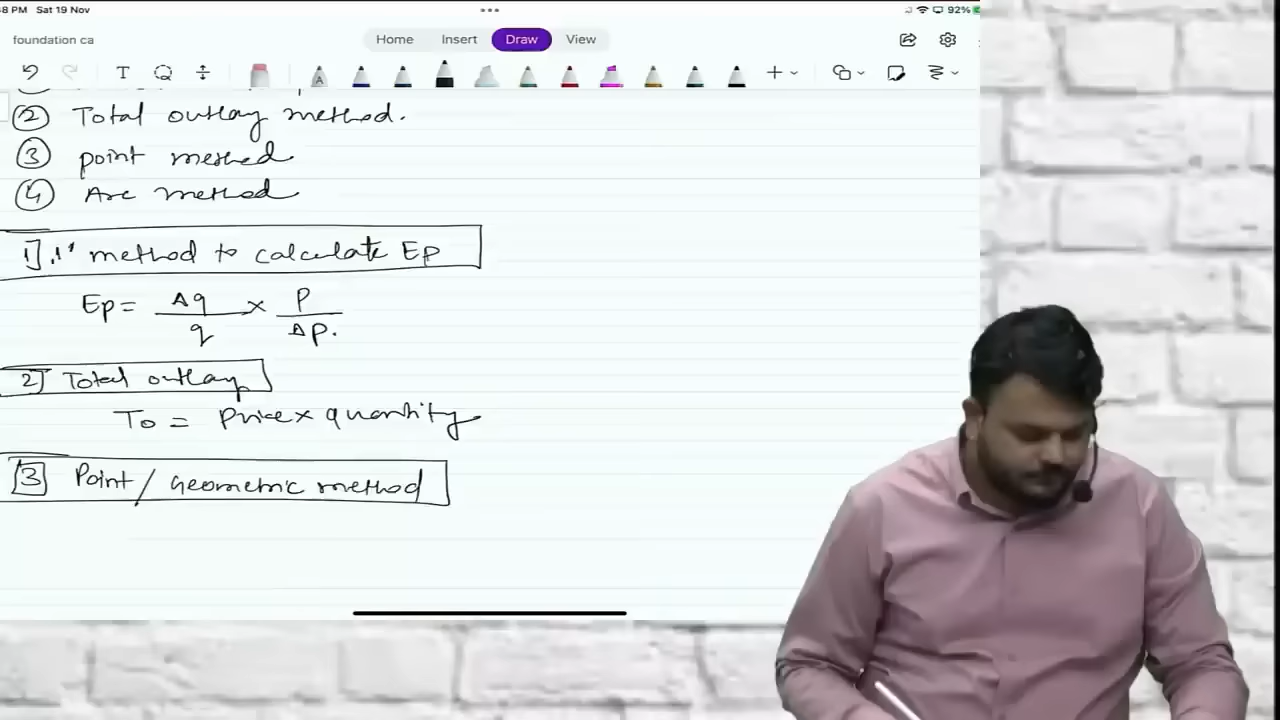 8 PM Sat 19 Nov 92%
foundation ca Home Insert Draw View
② Total outlay method.
③ point method
④ Arc method
1] method to calculate Ep
Ep = Δq/q × P/Δp.
2] Total outlay
To = Price × quantity
3 Point / Geometric method